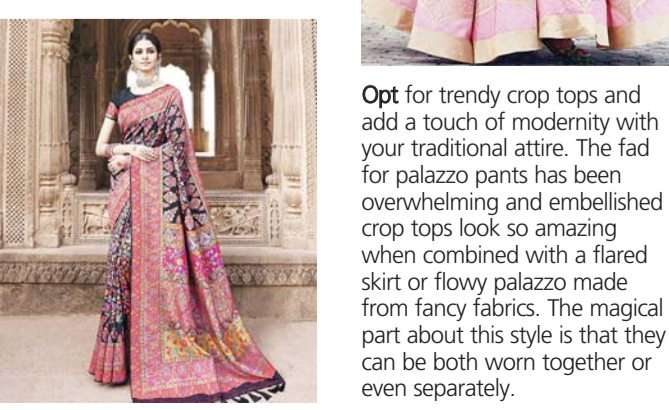 Opt for trendy crop tops and
add a touch of modernity with
your traditional attire. The fad
for palazzo pants has been
overwhelming and embellished
crop tops look so amazing
when combined with a flared
skirt or flowy palazzo made
from fancy fabrics. The magical
part about this style is that they
can be both worn together or
even separately.